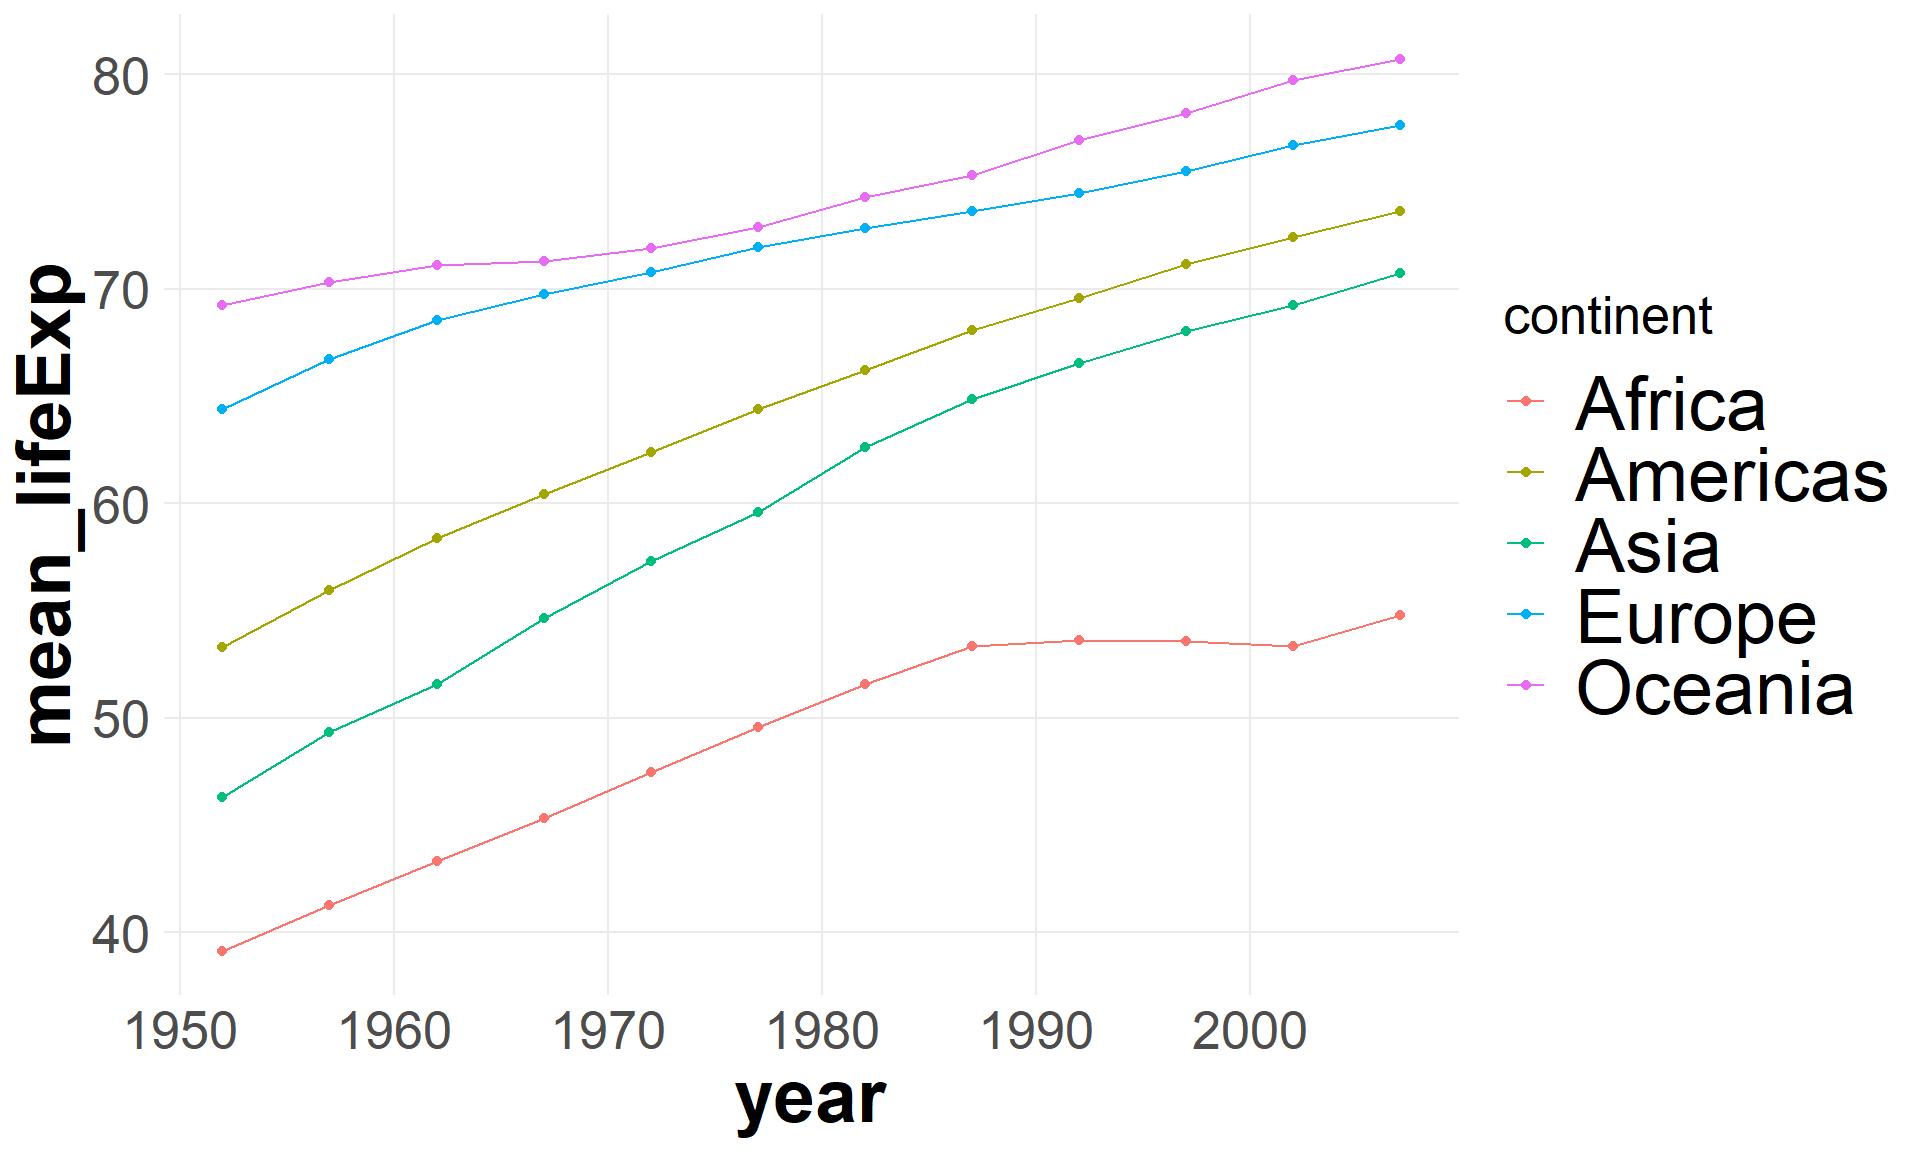 mean_lifeExp
80
70
60
50
40
1950 1960 1970 1980 1990 2000
year
continent
Africa
Americas
Asia
Europe
Oceania